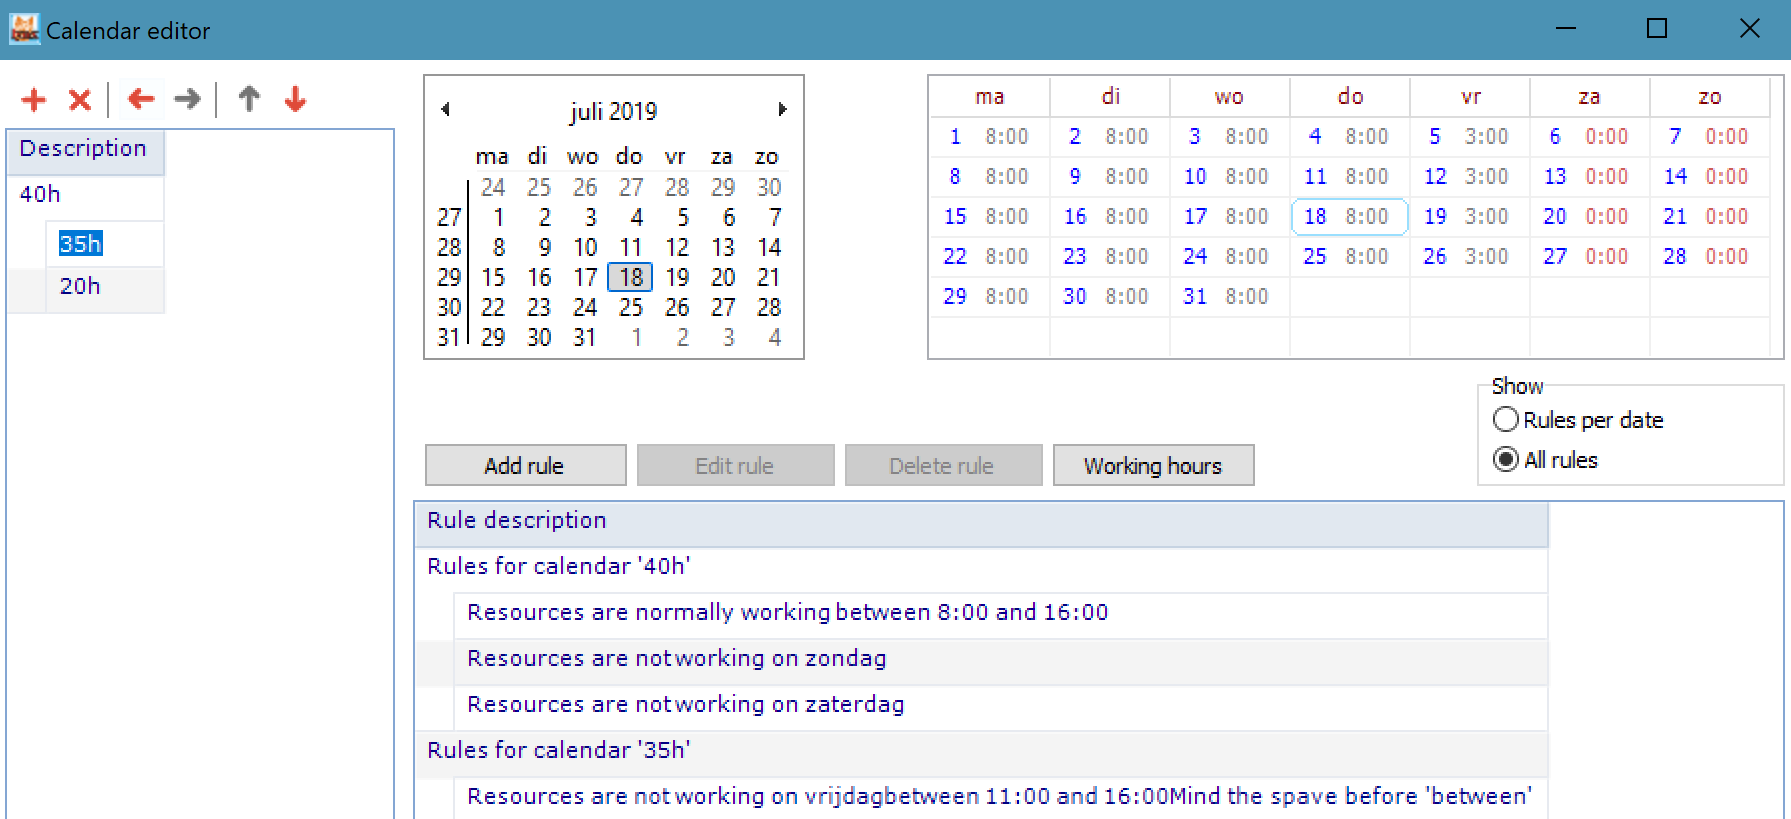 Calendar editor
Description
40h
35h
20h
juli 2019
ma di wo do vr za zo
24 25 26 27 28 29 30
27 1 2 3 4 5 6 7
28 8 9 10 11 12 13 14
29 15 16 17 18 19 20 21
30 22 23 24 25 26 27 28
31 29 30 31 1 2 3 4
ma di wo do vr za zo
1 8:00 2 8:00 3 8:00 4 8:00 5 3:00 6 0:00 7 0:00
8 8:00 9 8:00 10 8:00 11 8:00 12 3:00 13 0:00 14 0:00
15 8:00 16 8:00 17 8:00 18 8:00 19 3:00 20 0:00 21 0:00
22 8:00 23 8:00 24 8:00 25 8:00 26 3:00 27 0:00 28 0:00
29 8:00 30 8:00 31 8:00
Show
Rules per date
All rules
Add rule Edit rule Delete rule Working hours
Rule description
Rules for calendar '40h'
Resources are normally working between 8:00 and 16:00
Resources are not working on zondag
Resources are not working on zaterdag
Rules for calendar '35h'
Resources are not working on vrijdagbetween 11:00 and 16:00Mind the spave before 'between'